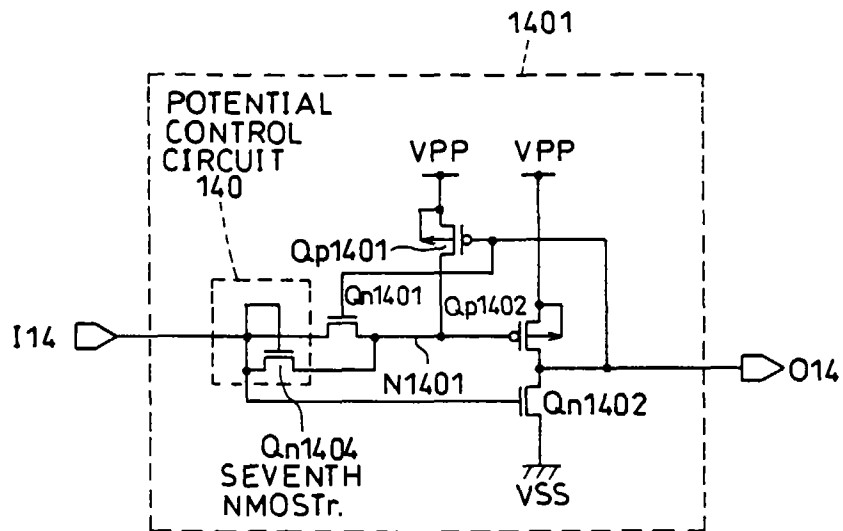 1401
POTENTIAL
CONTROL
CIRCUIT
140
VPP
VPP
Qp1401
Qn1401
Qp1402
I14
N1401
O14
Qn1402
Qn1404
SEVENTH
NMOSTr.
VSS